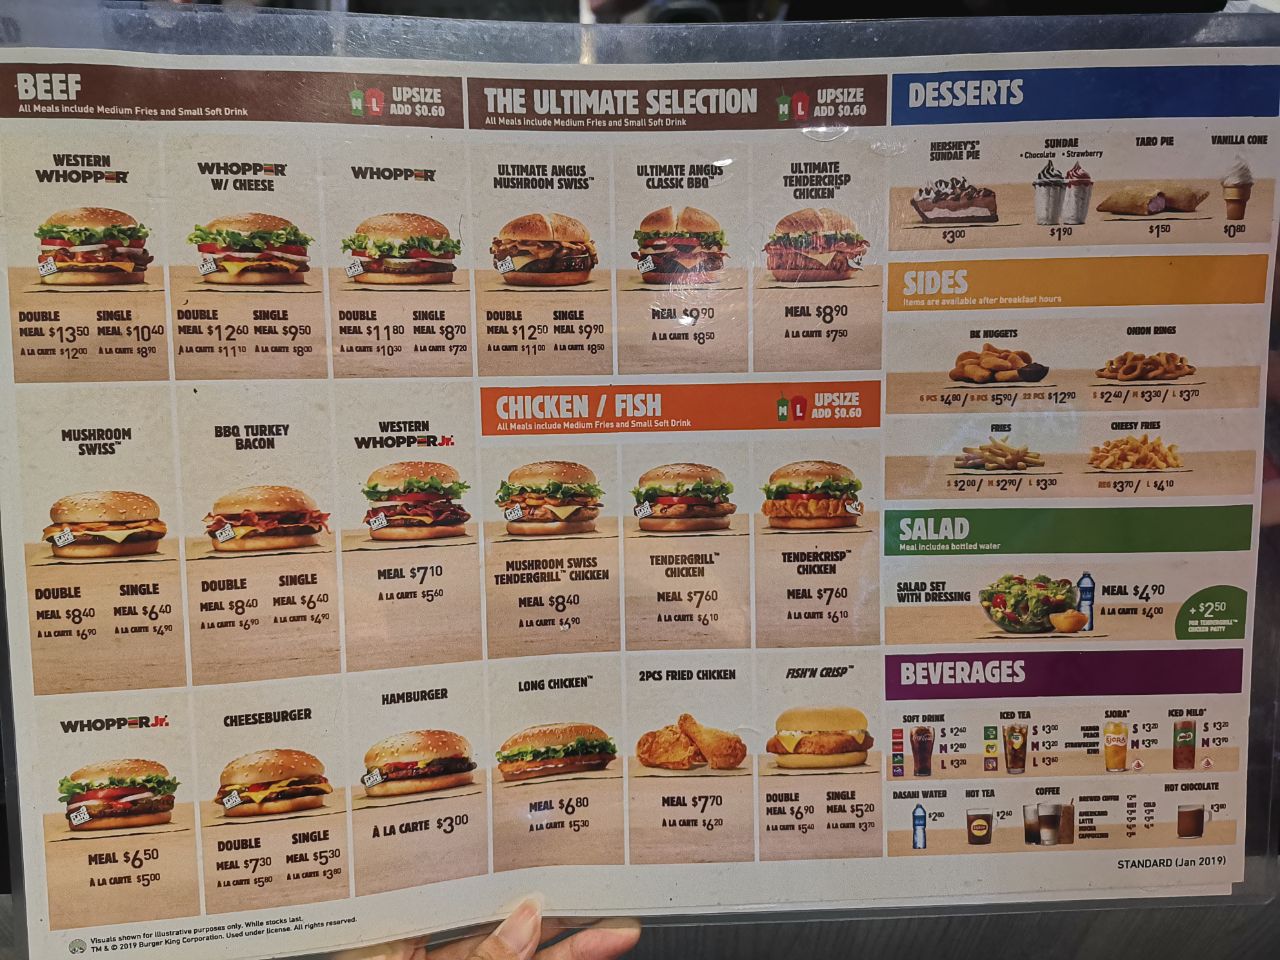 BEEF
All Meals include Medium Fries and Small Soft Drink
M L UPSIZE
ADD $0.60
WESTERN
WHOPPER
DOUBLE
MEAL $13.50
À LA CARTE $12.00
SINGLE
MEAL $10.40
À LA CARTE $8.90
WHOPPER
W/ CHEESE
DOUBLE
MEAL $12.60
À LA CARTE $11.10
SINGLE
MEAL $9.50
À LA CARTE $8.00
WHOPPER
DOUBLE
MEAL $11.80
À LA CARTE $10.30
SINGLE
MEAL $8.70
À LA CARTE $7.20
MUSHROOM
SWISS™
DOUBLE
MEAL $8.40
À LA CARTE $6.90
SINGLE
MEAL $6.40
À LA CARTE $4.90
BBQ TURKEY
BACON
DOUBLE
MEAL $8.40
À LA CARTE $6.90
SINGLE
MEAL $6.40
À LA CARTE $4.90
WESTERN
WHOPPER Jr.
MEAL $7.10
À LA CARTE $5.60
WHOPPER Jr.
MEAL $6.50
À LA CARTE $5.00
CHEESEBURGER
DOUBLE
MEAL $7.30
À LA CARTE $5.80
SINGLE
MEAL $5.30
À LA CARTE $3.80
HAMBURGER
À LA CARTE $3.00
THE ULTIMATE SELECTION
All Meals include Medium Fries and Small Soft Drink
M L UPSIZE
ADD $0.60
ULTIMATE ANGUS
MUSHROOM SWISS™
DOUBLE
MEAL $12.50
À LA CARTE $11.00
SINGLE
MEAL $9.90
À LA CARTE $8.50
ULTIMATE ANGUS
CLASSIC BBQ™
MEAL $9.90
À LA CARTE $8.50
ULTIMATE
TENDERCRISP
CHICKEN™
MEAL $8.90
À LA CARTE $7.50
CHICKEN / FISH
All Meals include Medium Fries and Small Soft Drink
M L UPSIZE
ADD $0.60
MUSHROOM SWISS
TENDERGRILL™ CHICKEN
MEAL $8.40
À LA CARTE $6.90
TENDERGRILL™
CHICKEN
MEAL $7.60
À LA CARTE $6.10
TENDERCRISP™
CHICKEN
MEAL $7.60
À LA CARTE $6.10
LONG CHICKEN™
MEAL $6.80
À LA CARTE $5.30
2PCS FRIED CHICKEN
MEAL $7.70
À LA CARTE $6.20
FISH'N CRISP™
DOUBLE
MEAL $6.90
À LA CARTE $5.40
SINGLE
MEAL $5.20
À LA CARTE $3.70
DESSERTS
HERSHEY'S®
SUNDAE PIE
$3.00
SUNDAE
• Chocolate • Strawberry
$1.90
TARO PIE
$1.50
VANILLA CONE
$0.80
SIDES
Items are available after breakfast hours
BK NUGGETS
6 PCS $4.80 / 9 PCS $5.90 / 22 PCS $12.90
ONION RINGS
S $2.40 / M $3.30 / L $3.70
FRIES
S $2.00 / M $2.90 / L $3.30
CHEESY FRIES
REG $3.70 / L $4.10
SALAD
Meal includes bottled water
SALAD SET
WITH DRESSING
MEAL $4.90
À LA CARTE $4.00
+ $2.50
FOR TENDERGRILL™
CHICKEN PATTY
BEVERAGES
SOFT DRINK
S $2.60
M $2.80
L $3.20
ICED TEA
S $3.00
M $3.20
L $3.60
SJORA®
MANGO
PEACH
STRAWBERRY
KIWI
S $3.20
M $3.90
ICED MILO®
S $3.20
M $3.90
DASANI WATER
$2.80
HOT TEA
$2.60
COFFEE
BREWED COFFEE
AMERICANO
LATTE
MOCHA
CAPPUCCINO
HOT CHOCOLATE
STANDARD (Jan 2019)
Visuals shown for illustrative purposes only. While stocks last.
TM & © 2019 Burger King Corporation. Used under license. All rights reserved.